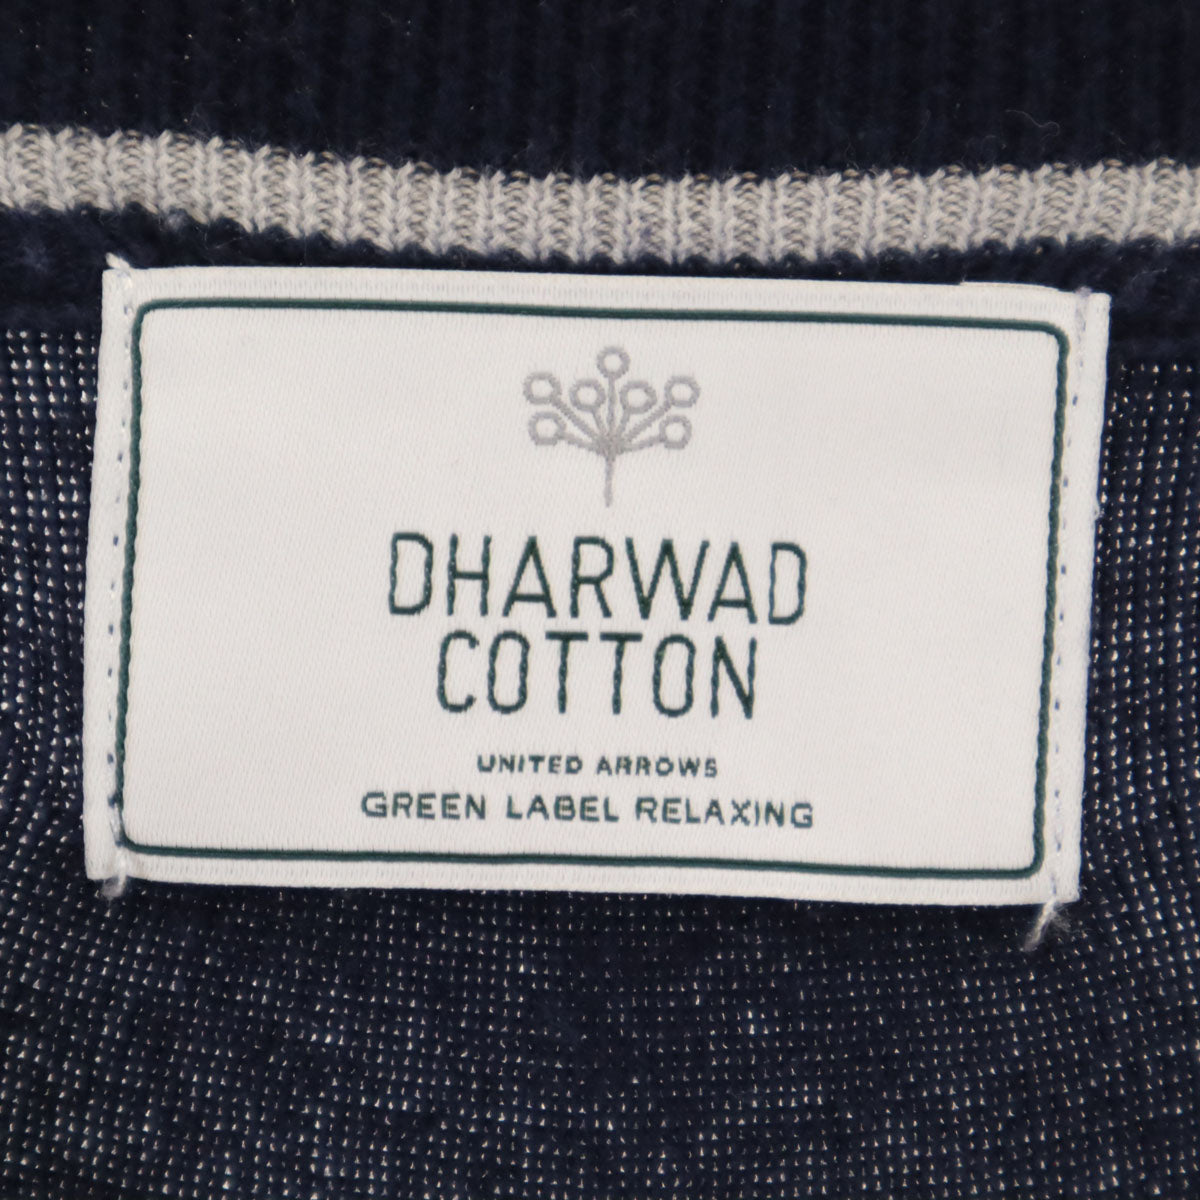 DHARWAD
COTTON
UNITED ARROWS
GREEN LABEL RELAXING